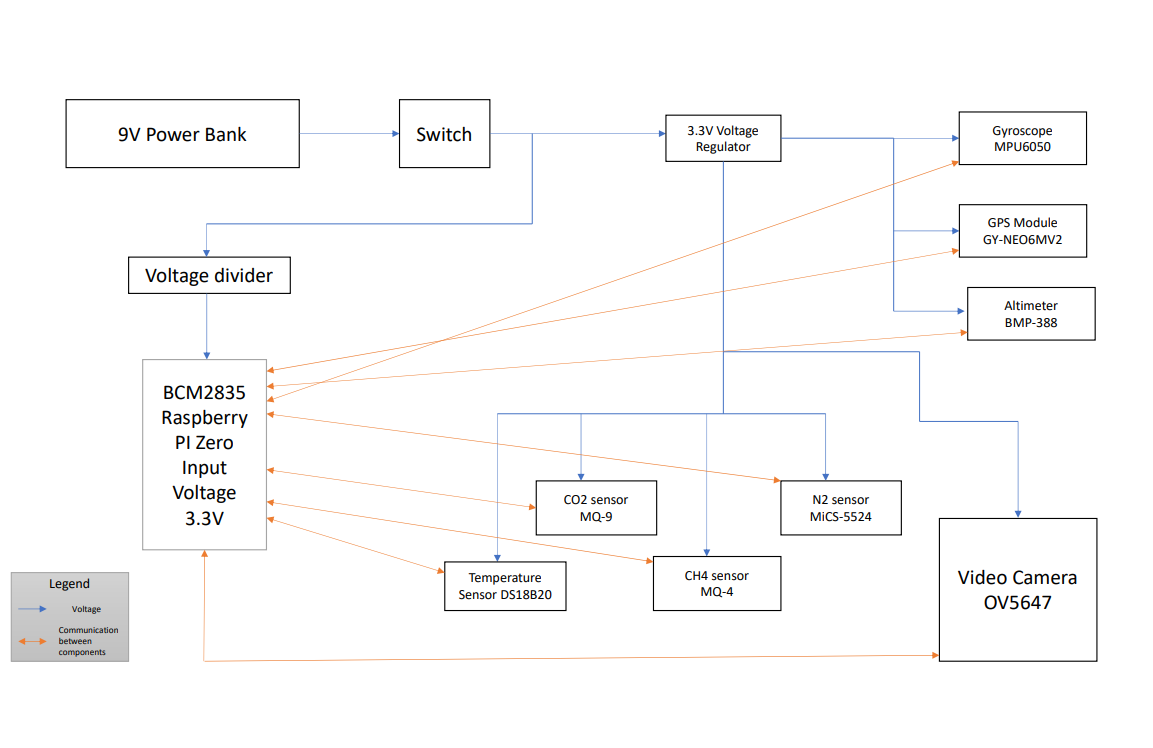 9V Power Bank
Switch
3.3V Voltage
Regulator
Gyroscope
MPU6050
GPS Module
GY-NEO6MV2
Altimeter
BMP-388
Voltage divider
BCM2835
Raspberry
PI Zero
Input
Voltage
3.3V
CO2 sensor
MQ-9
N2 sensor
MiCS-5524
Temperature
Sensor DS18B20
CH4 sensor
MQ-4
Video Camera
OV5647
Legend
Voltage
Communication
between
components